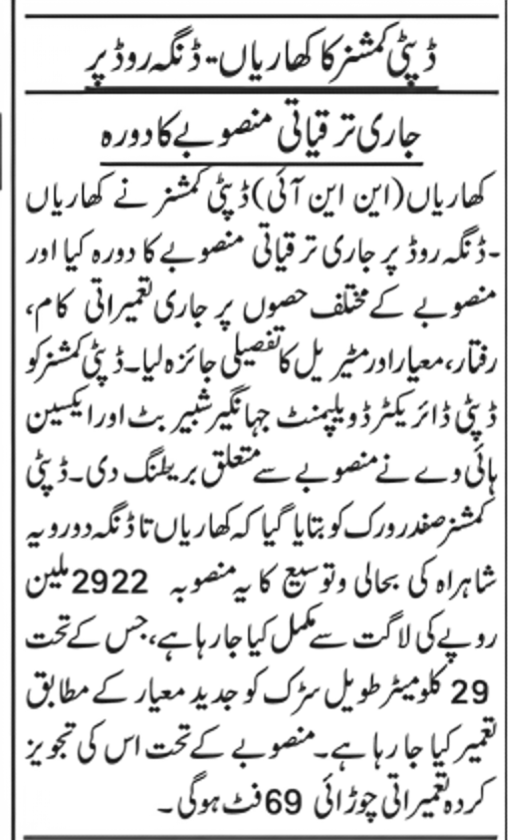 ڈپٹی کمشنر کا کھاریاں-ڈنگہ روڈ پر
جاری ترقیاتی منصوبے کا دورہ
کھاریاں(این این آئی)ڈپٹی کمشنر نے کھاریاں
-ڈنگہ روڈ پر جاری ترقیاتی منصوبے کا دورہ کیا اور
منصوبے کے مختلف حصوں پر جاری تعمیراتی کام،
رفتار، معیار اور مٹیریل کا تفصیلی جائزہ لیا۔ ڈپٹی کمشنر کو
ڈپٹی ڈائریکٹر ڈویلپمنٹ جہانگیر شبیر بٹ اور ایکسین
ہائی وے نے منصوبے سے متعلق بریفنگ دی۔ ڈپٹی
کمشنر صفدر ورک کو بتایا گیا کہ کھاریاں تا ڈنگہ دورویہ
شاہراہ کی بحالی وتوسیع کا یہ منصوبہ 2922 ملین
روپے کی لاگت سے مکمل کیا جا رہا ہے، جس کے تحت
29 کلومیٹر طویل سڑک کو جدید معیار کے مطابق
تعمیر کیا جا رہا ہے۔ منصوبے کے تحت اس کی تجویز
کردہ تعمیراتی چوڑائی 69 فٹ ہوگی۔